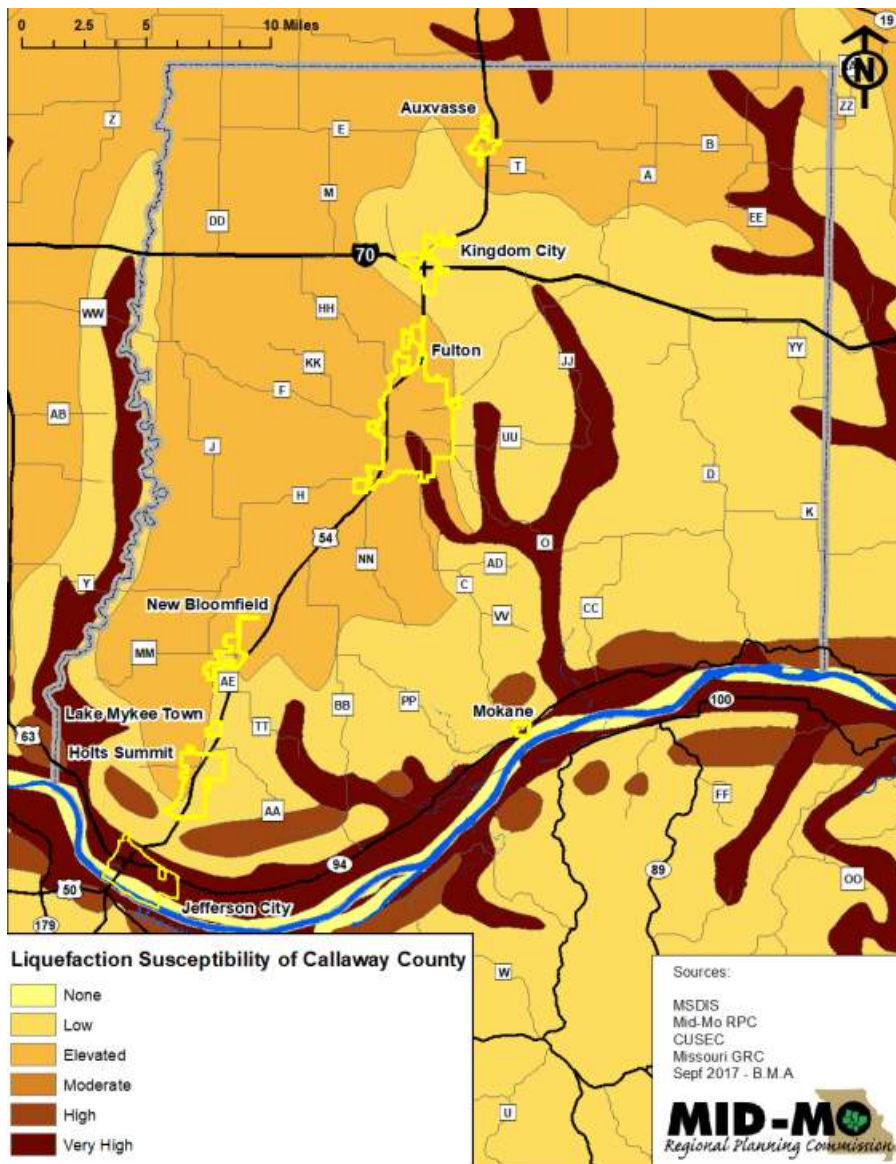 0 2.5 5 10 Miles
19
N
Auxvasse
Z
E
B
ZZ
T
A
M
DD
EE
70
Kingdom City
WW
HH
Fulton
YY
KK
JJ
F
AB
J
UU
D
H
K
54
O
NN
AD
Y
C
CC
New Bloomfield
VV
MM
AE
BB
PP
100
Lake Mykee Town
TT
Mokane
63
Holts Summit
FF
AA
94
89
50
OO
Jefferson City
179
W
U
Liquefaction Susceptibility of Callaway County
None
Low
Elevated
Moderate
High
Very High
Sources:
MSDIS
Mid-Mo RPC
CUSEC
Missouri GRC
Sept 2017 - B.M.A
MID-MO
Regional Planning Commission